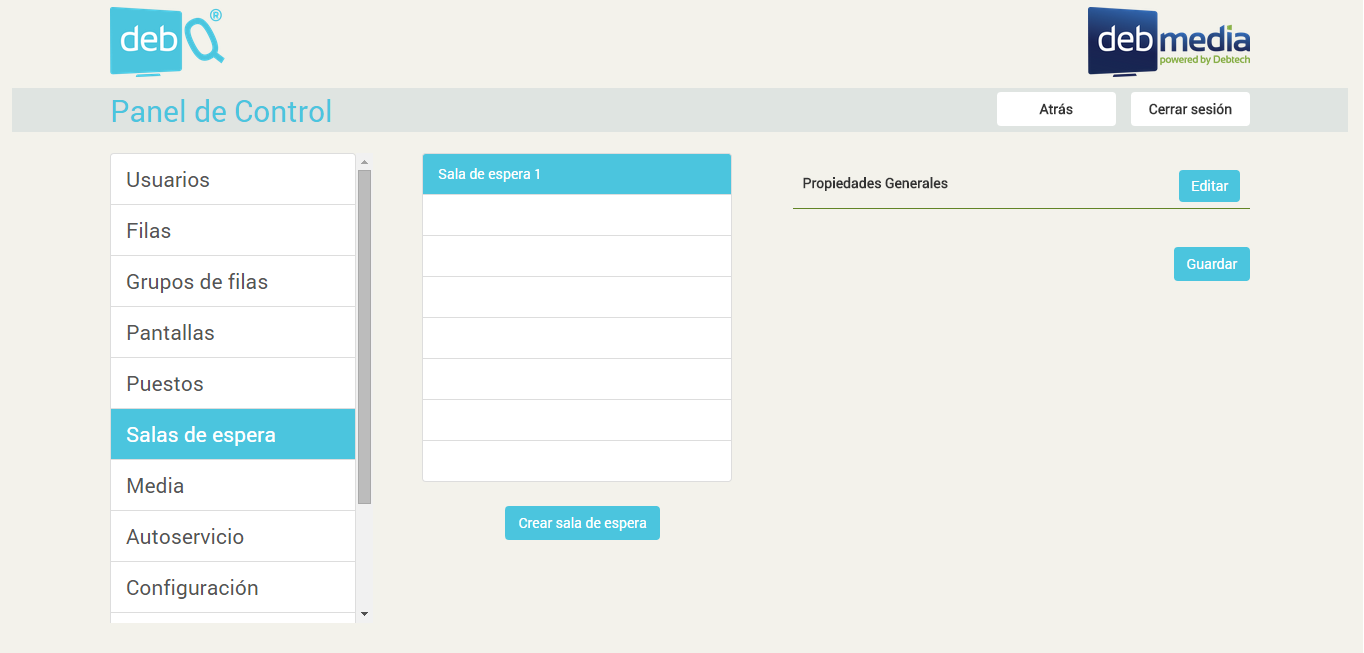 debQ®
debmedia
powered by Debtech
Panel de Control
Atrás
Cerrar sesión
Usuarios
Filas
Grupos de filas
Pantallas
Puestos
Salas de espera
Media
Autoservicio
Configuración
Sala de espera 1
Crear sala de espera
Propiedades Generales
Editar
Guardar